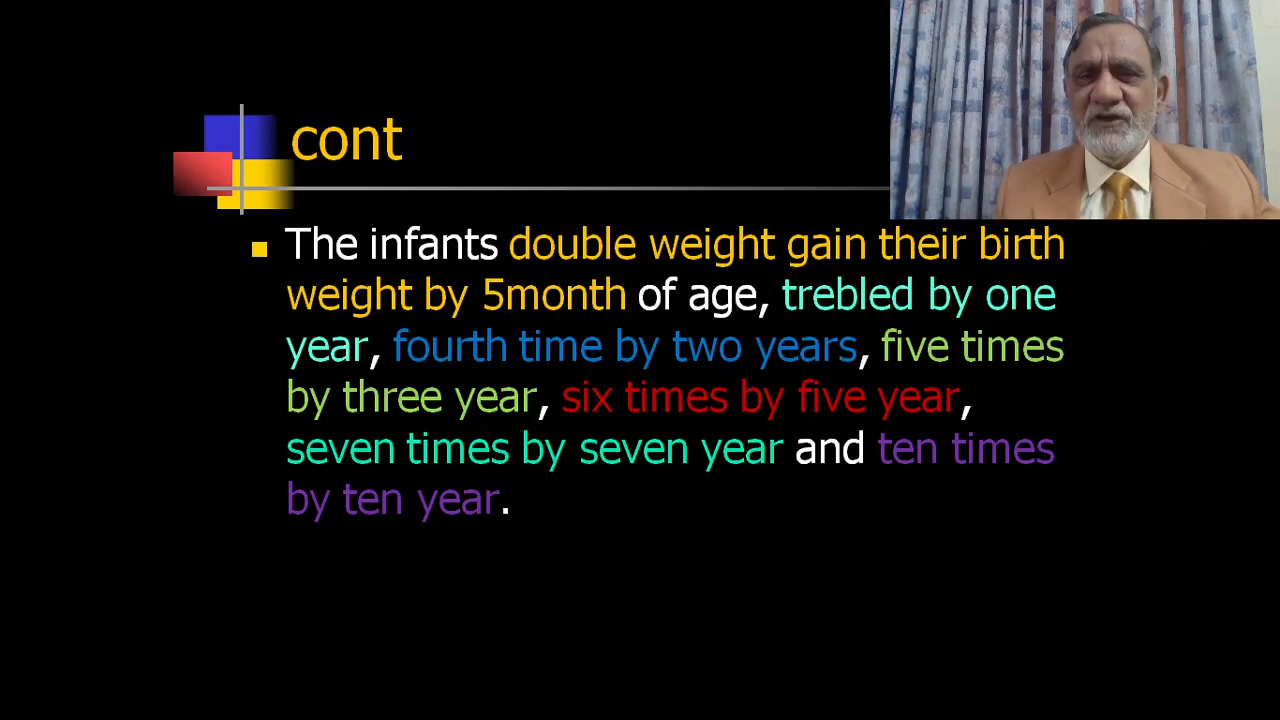 cont
The infants double weight gain their birth
weight by 5month of age, trebled by one
year, fourth time by two years, five times
by three year, six times by five year,
seven times by seven year and ten times
by ten year.